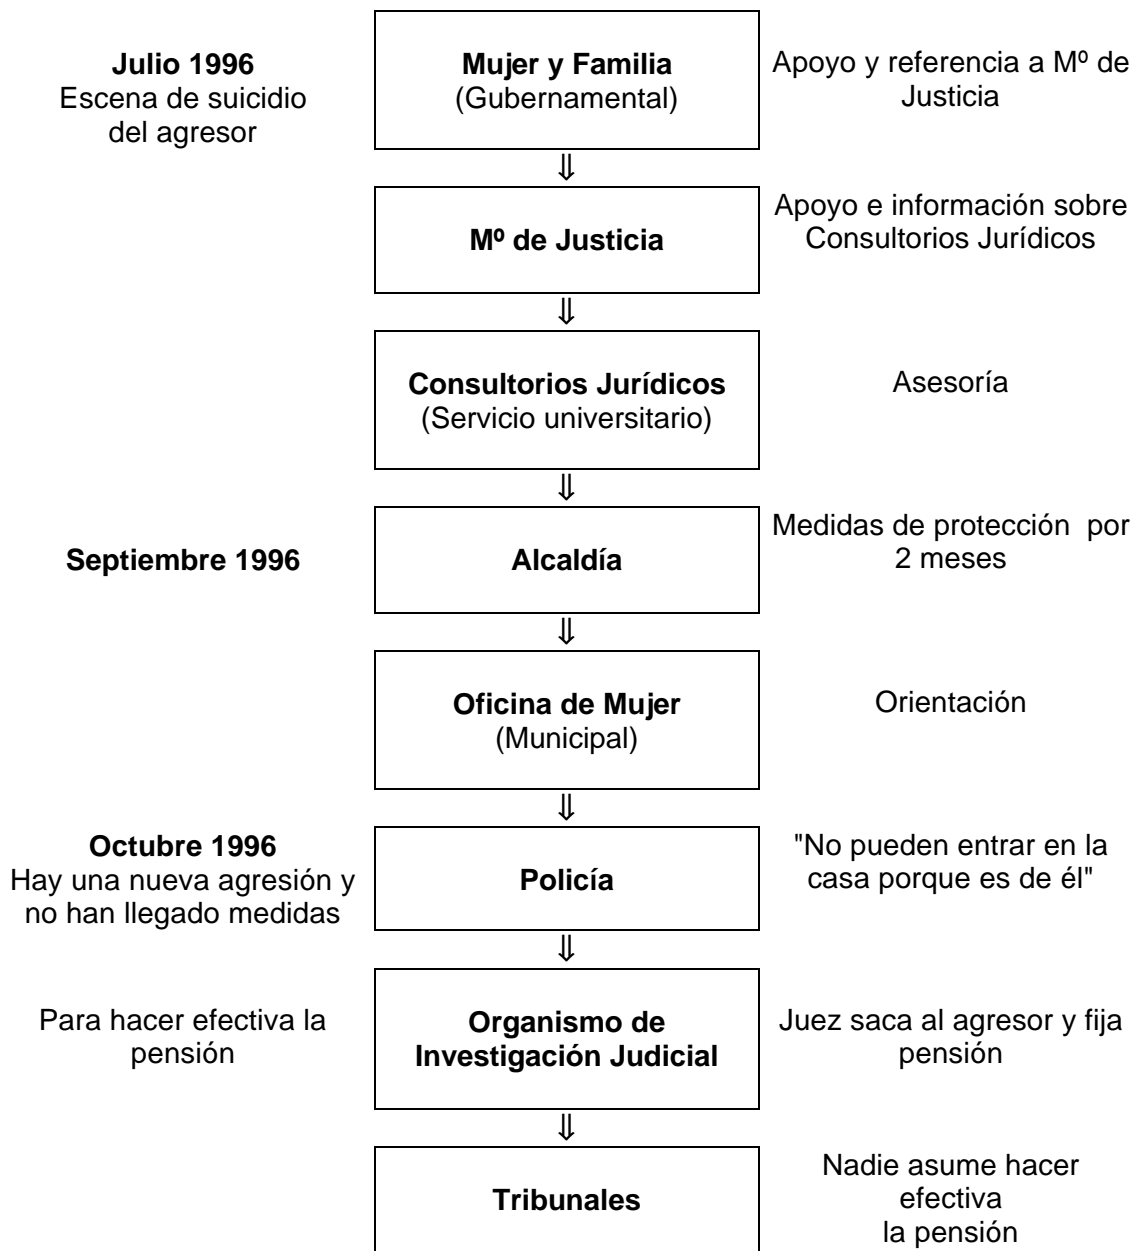 Julio 1996
Escena de suicidio
del agresor
Mujer y Familia
(Gubernamental)
Apoyo y referencia a Mº de
Justicia
⇓
Mº de Justicia
Apoyo e información sobre
Consultorios Jurídicos
⇓
Consultorios Jurídicos
(Servicio universitario)
Asesoría
⇓
Septiembre 1996
Alcaldía
Medidas de protección por
2 meses
⇓
Oficina de Mujer
(Municipal)
Orientación
⇓
Octubre 1996
Hay una nueva agresión y
no han llegado medidas
Policía
"No pueden entrar en la
casa porque es de él"
⇓
Para hacer efectiva la
pensión
Organismo de
Investigación Judicial
Juez saca al agresor y fija
pensión
⇓
Tribunales
Nadie asume hacer
efectiva
la pensión